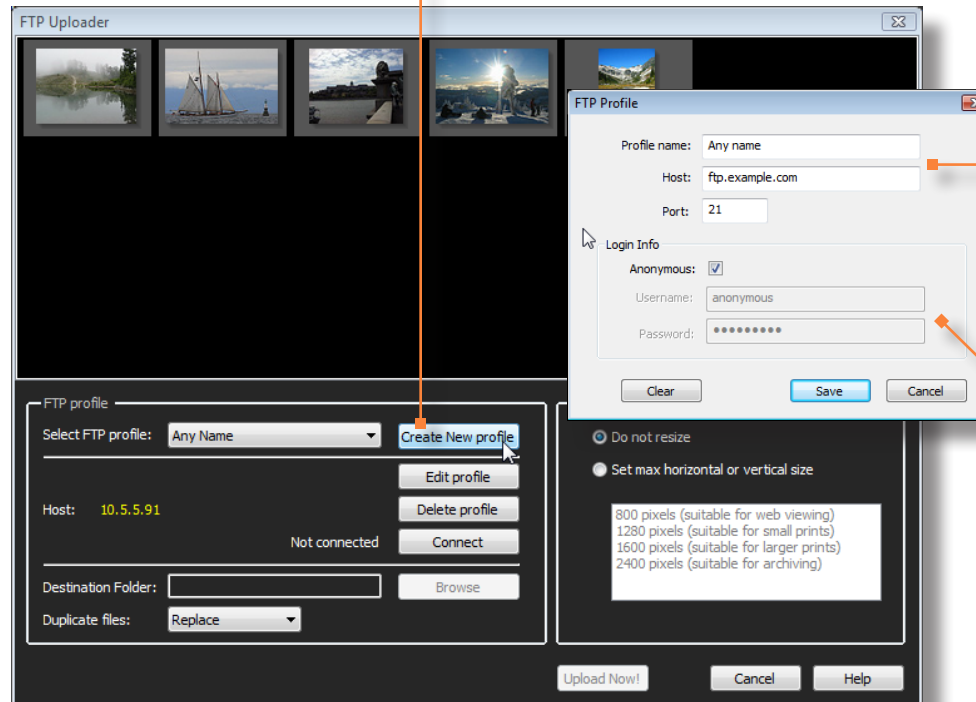 FTP Uploader
FTP Profile
Profile name: Any name
Host: ftp.example.com
Port: 21
Login Info
Anonymous:
Username: anonymous
Password: •••••••••
Clear Save Cancel
FTP profile
Select FTP profile: Any Name Create New profile
Edit profile
Host: 10.5.5.91 Delete profile
Not connected Connect
Destination Folder: Browse
Duplicate files: Replace
Do not resize
Set max horizontal or vertical size
800 pixels (suitable for web viewing)
1280 pixels (suitable for small prints)
1600 pixels (suitable for larger prints)
2400 pixels (suitable for archiving)
Upload Now! Cancel Help